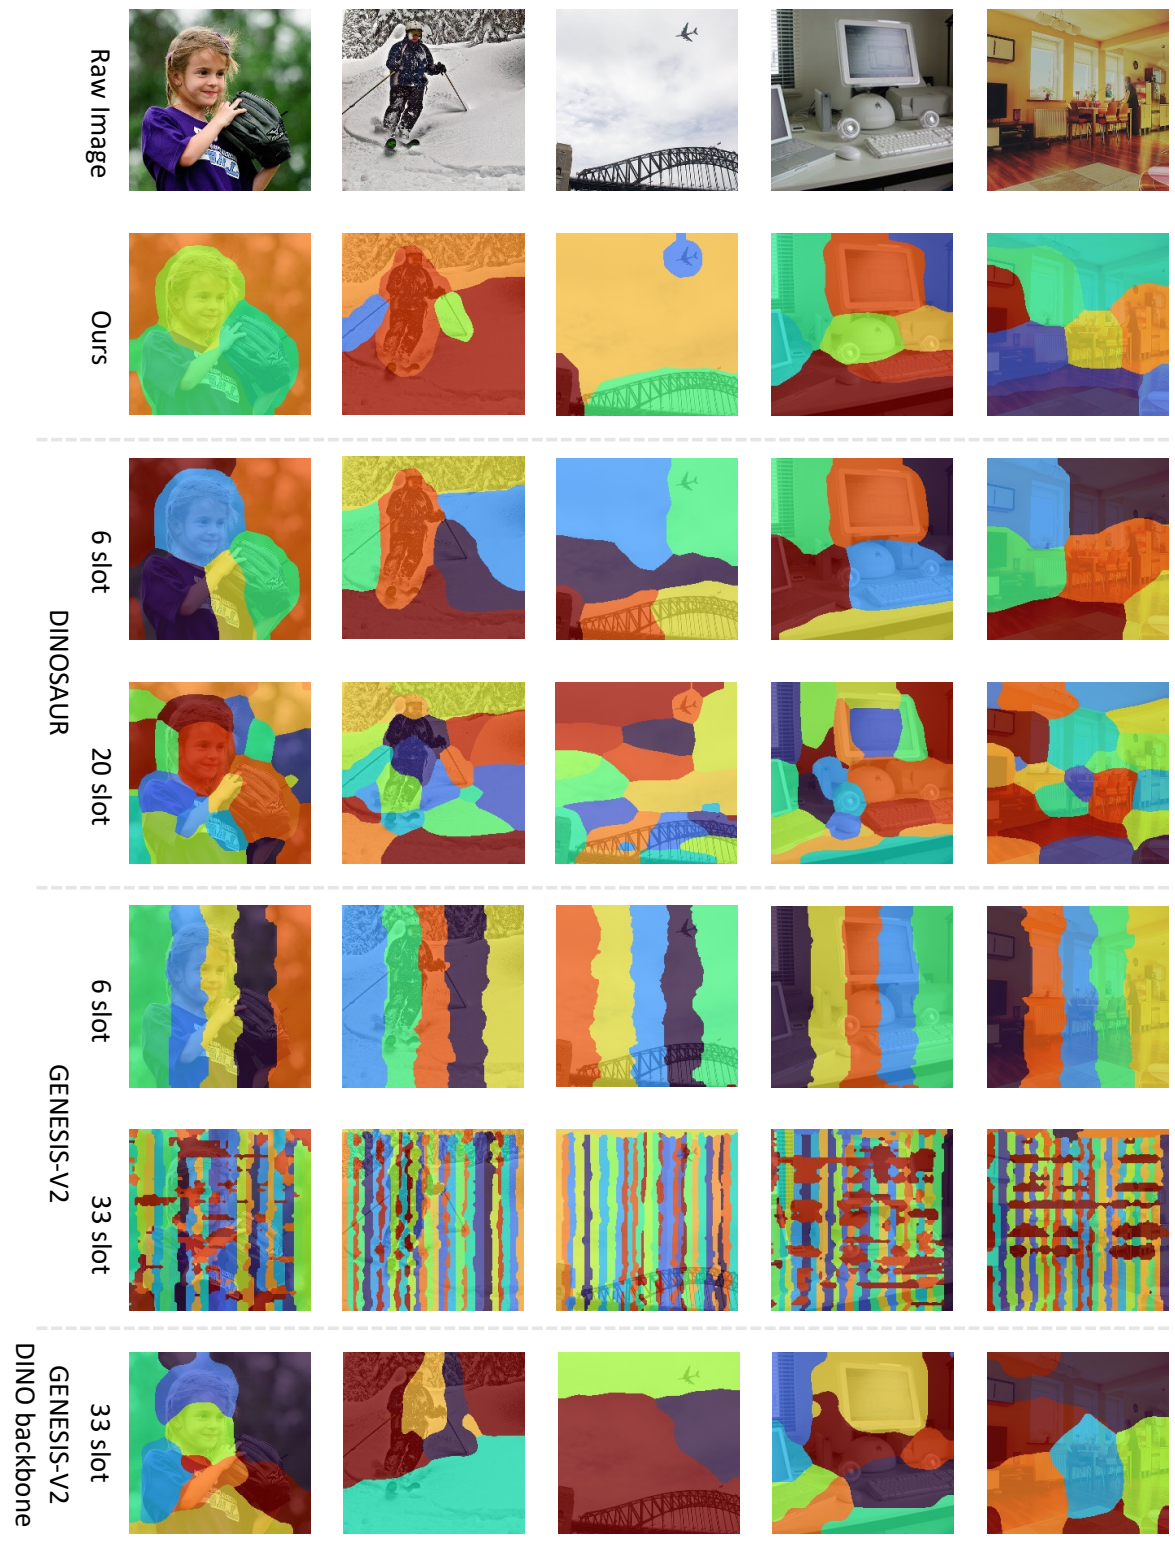 Raw Image
Ours
DINOSAUR
6 slot
20 slot
GENESIS-V2
6 slot
33 slot
GENESIS-V2
DINO backbone
33 slot